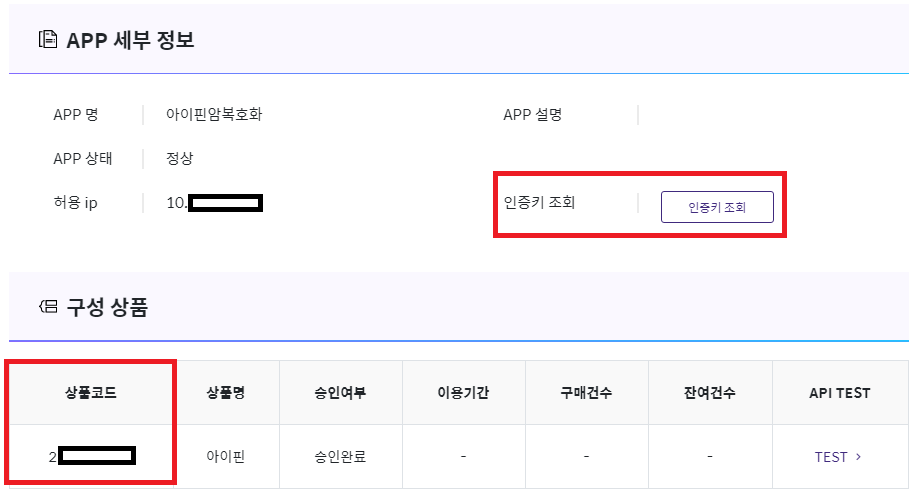 APP 세부 정보
APP 명 아이핀암복호화 APP 설명
APP 상태 정상
허용 ip 10. 인증키 조회 인증키 조회
구성 상품
상품코드 상품명 승인여부 이용기간 구매건수 잔여건수 API TEST
2 아이핀 승인완료 - - - TEST >